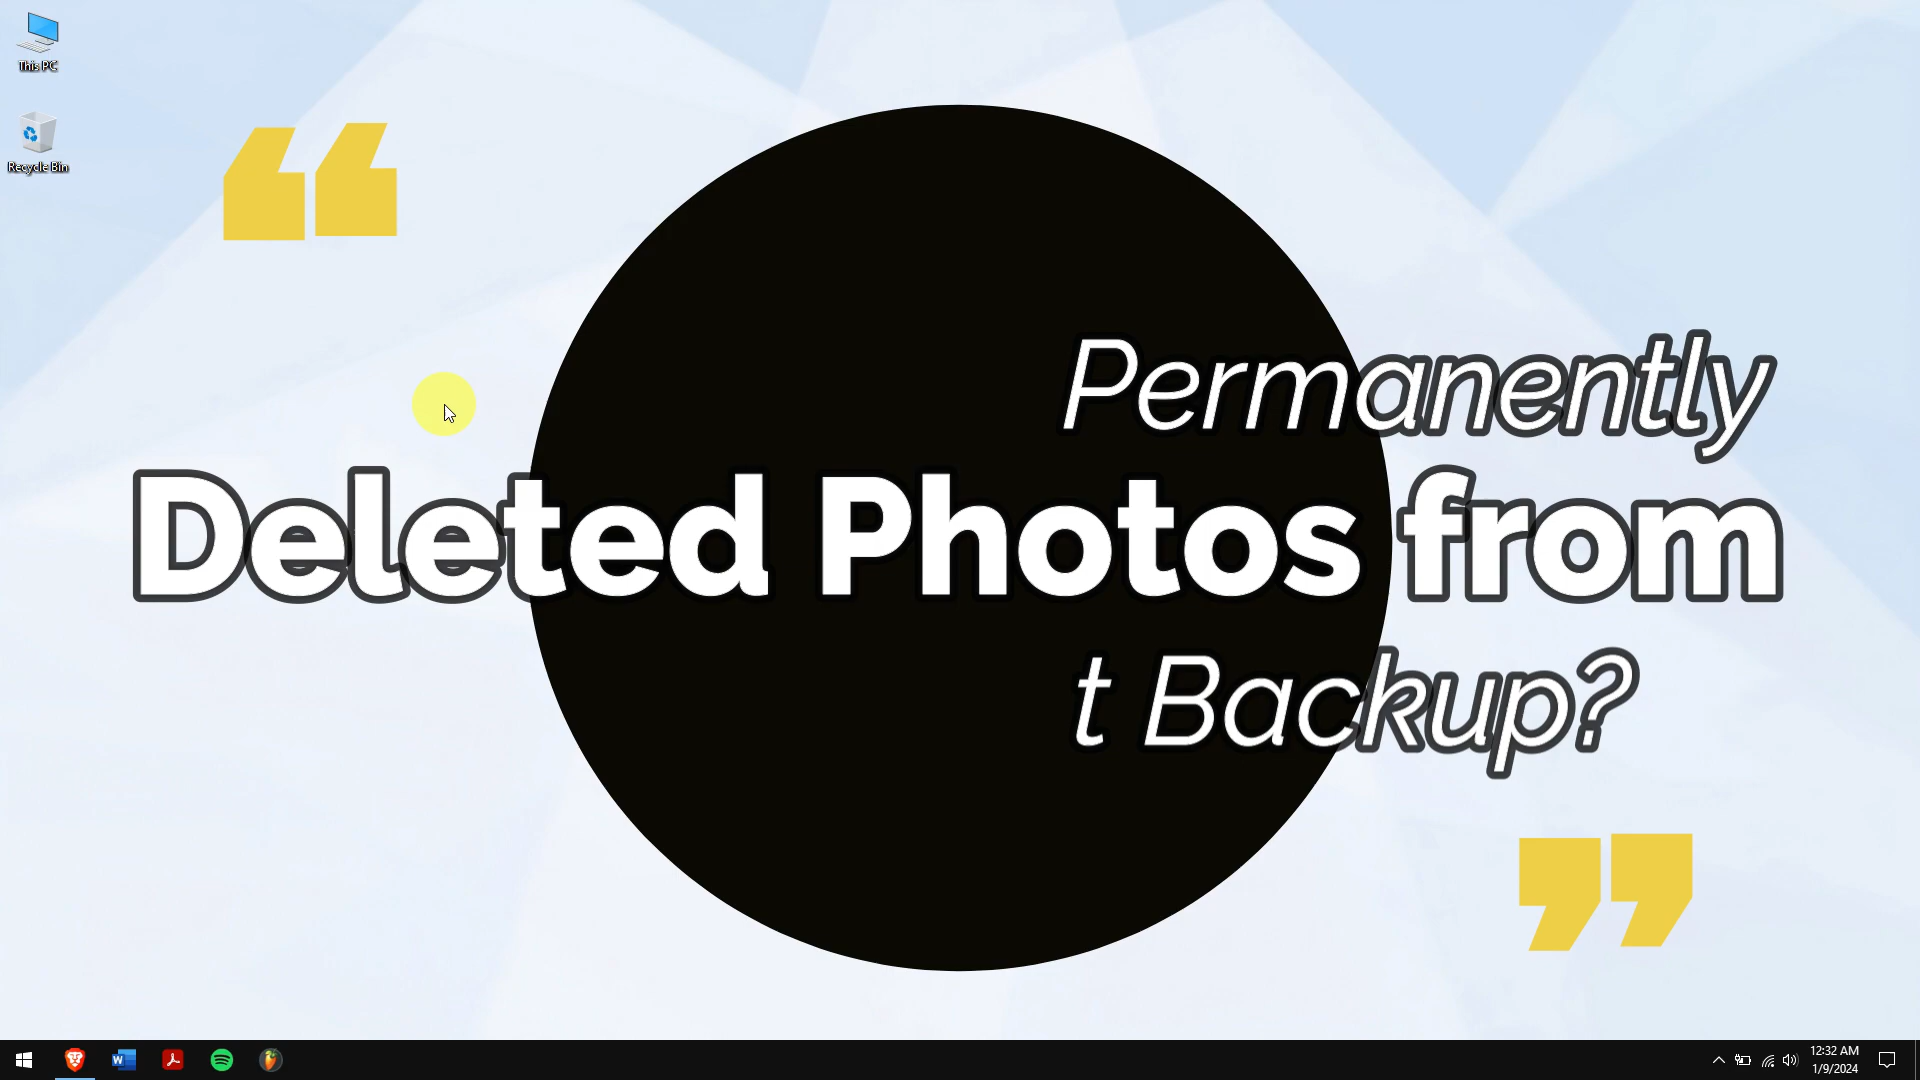 This PC
Recycle Bin
Permanently
Deleted Photos from
t Backup?
12:32 AM
1/9/2024